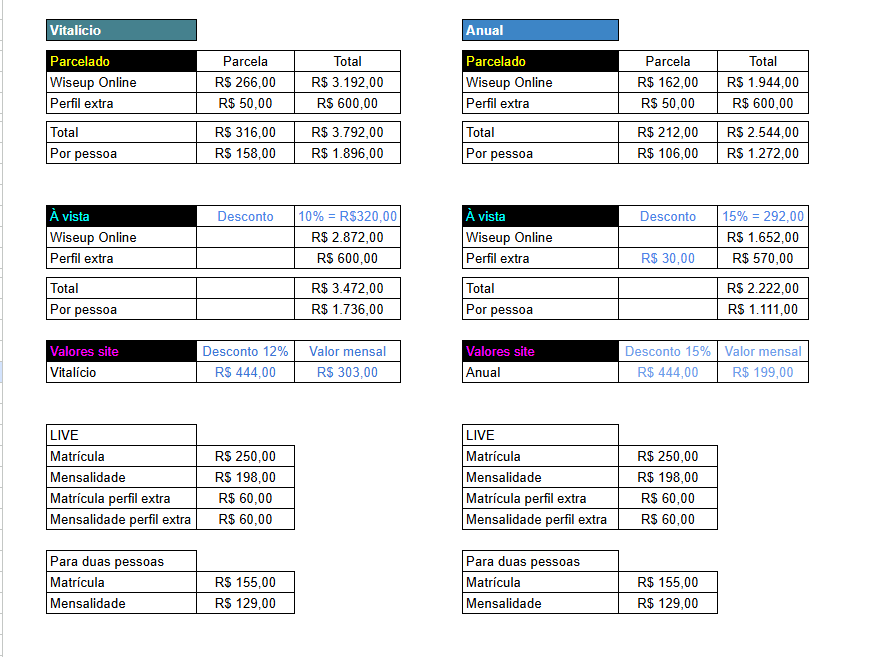 Vitalício
Parcelado Parcela Total
Wiseup Online R$ 266,00 R$ 3.192,00
Perfil extra R$ 50,00 R$ 600,00
Total R$ 316,00 R$ 3.792,00
Por pessoa R$ 158,00 R$ 1.896,00
À vista Desconto 10% = R$320,00
Wiseup Online R$ 2.872,00
Perfil extra R$ 600,00
Total R$ 3.472,00
Por pessoa R$ 1.736,00
Valores site Desconto 12% Valor mensal
Vitalício R$ 444,00 R$ 303,00
LIVE
Matrícula R$ 250,00
Mensalidade R$ 198,00
Matrícula perfil extra R$ 60,00
Mensalidade perfil extra R$ 60,00
Para duas pessoas
Matrícula R$ 155,00
Mensalidade R$ 129,00
Anual
Parcelado Parcela Total
Wiseup Online R$ 162,00 R$ 1.944,00
Perfil extra R$ 50,00 R$ 600,00
Total R$ 212,00 R$ 2.544,00
Por pessoa R$ 106,00 R$ 1.272,00
À vista Desconto 15% = 292,00
Wiseup Online R$ 1.652,00
Perfil extra R$ 30,00 R$ 570,00
Total R$ 2.222,00
Por pessoa R$ 1.111,00
Valores site Desconto 15% Valor mensal
Anual R$ 444,00 R$ 199,00
LIVE
Matrícula R$ 250,00
Mensalidade R$ 198,00
Matrícula perfil extra R$ 60,00
Mensalidade perfil extra R$ 60,00
Para duas pessoas
Matrícula R$ 155,00
Mensalidade R$ 129,00